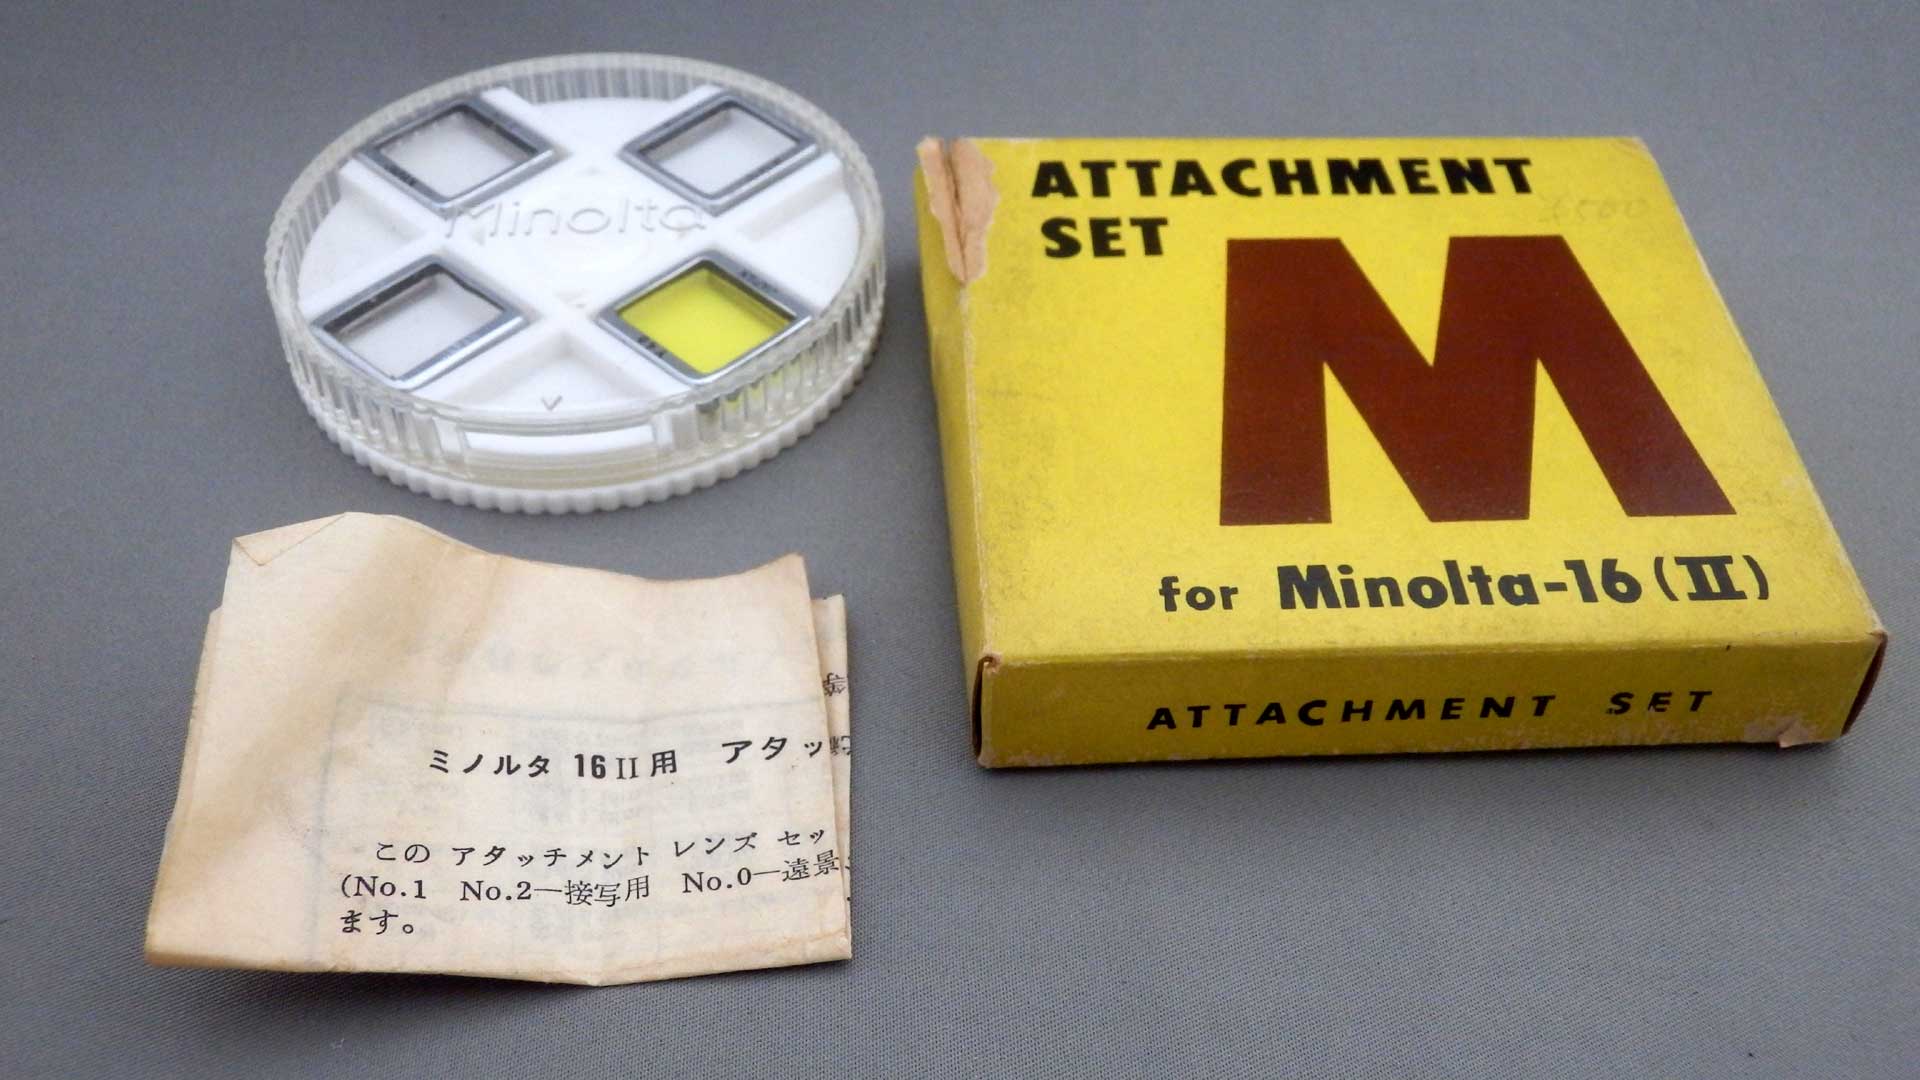 Minolta
ATTACHMENT
SET
1500
M
for Minolta-16 (II)
ATTACHMENT SET
等
ミノルタ 16 II 用 アタッ
この アタッチメント レンズ セッ
(No.1 No.2—接写用 No.0—遠景
ます。